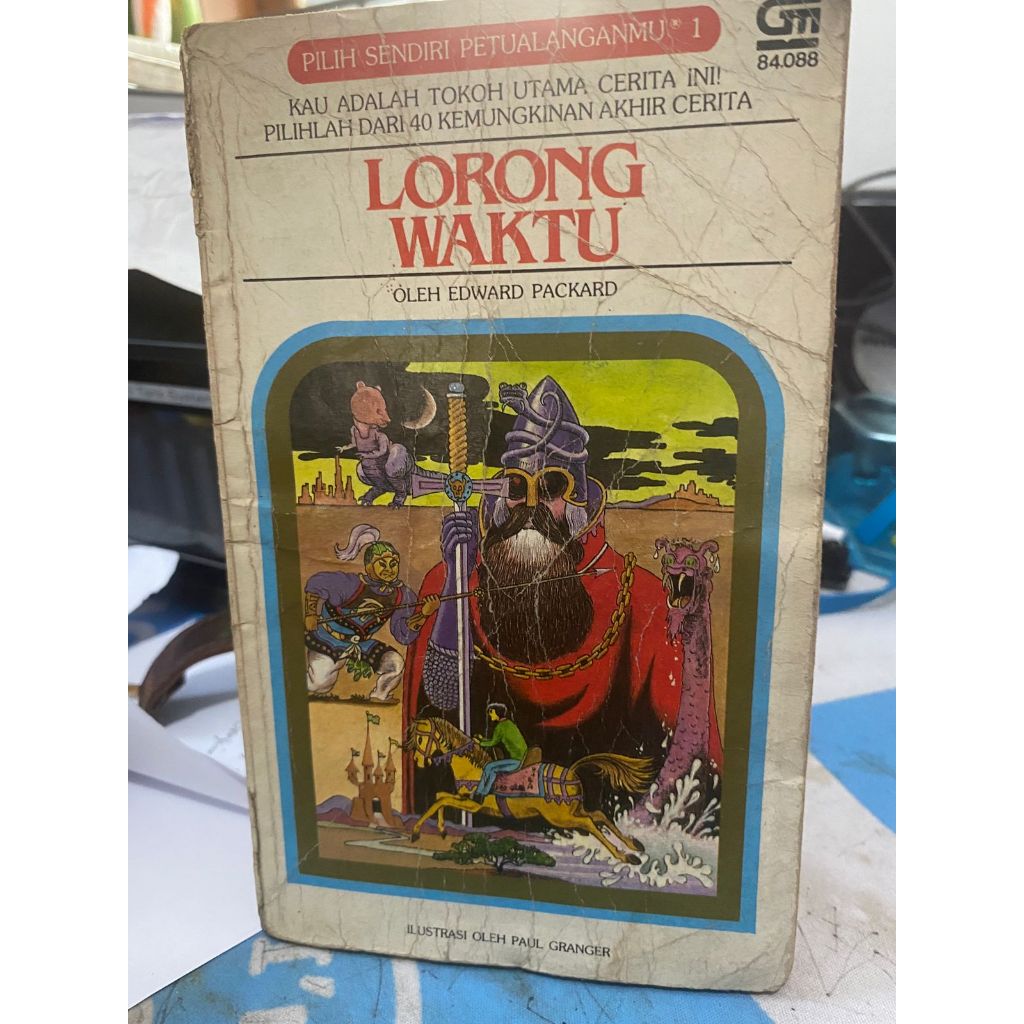 PILIH SENDIRI PETUALANGANMU® 1
GM
84.088
KAU ADALAH TOKOH UTAMA CERITA INI!
PILIHLAH DARI 40 KEMUNGKINAN AKHIR CERITA
LORONG
WAKTU
OLEH EDWARD PACKARD
ILUSTRASI OLEH PAUL GRANGER